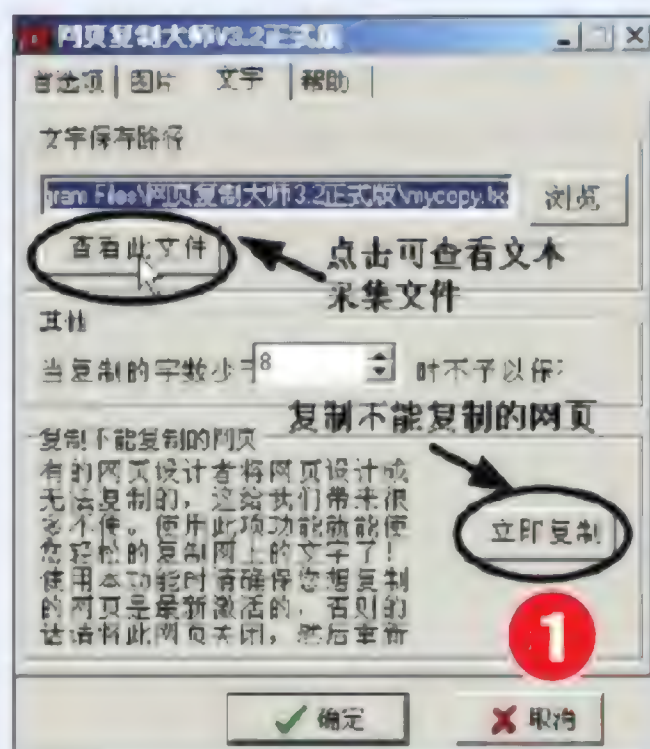 网页复制大师V3.2正式版
首选项 图片 文字 帮助
文字保存路径
gram Files\网页复制大师3.2正式版\mycopy.txt
浏览
查看此文件
点击可查看文本
采集文件
其他
当复制的字数少于 8 时不予以保存
复制不能复制的网页
复制不能复制的网页
有的网页设计者将网页设计成
无法复制的，这给我们带来很
多不便。使用此项功能就能使
您轻松的复制网上的文字了！
使用本功能时请确保您想复制
的网页是最新激活的，否则的
话请将此网页关闭，然后重新
立即复制
1
确定
取消